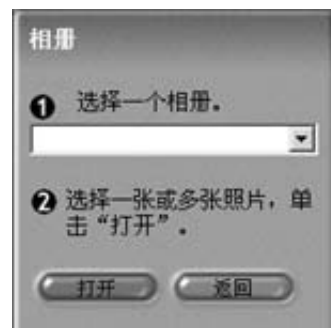 相册
❶ 选择一个相册。
❷ 选择一张或多张照片，单
击“打开”。
打开 返回